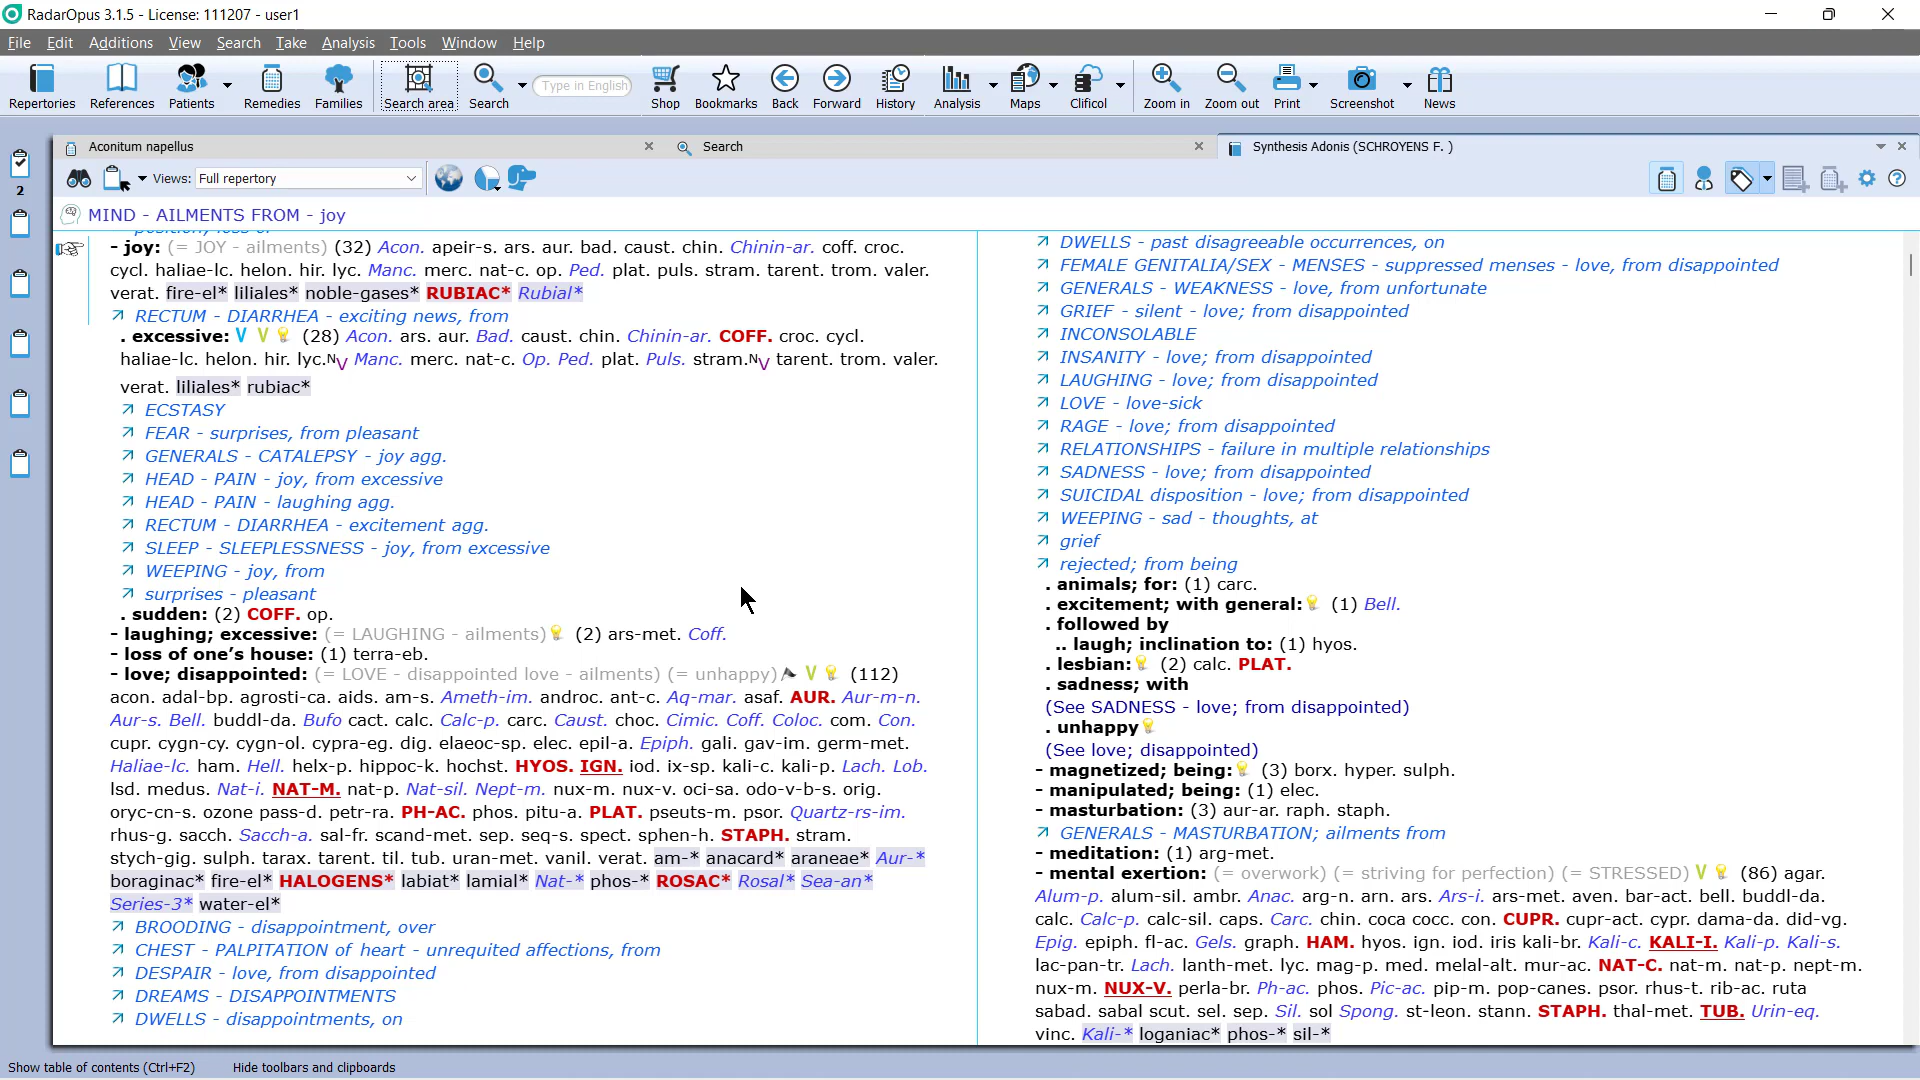 RadarOpus 3.1.5 - License: 111207 - user1
File Edit Additions View Search Take Analysis Tools Window Help
Repertories References Patients Remedies Families Search area Search Type in English Shop Bookmarks Back Forward History Analysis Maps Clificol Zoom in Zoom out Print Screenshot News
Aconitum napellus Search Synthesis Adonis (SCHROYENS F. )
2
Views: Full repertory
MIND - AILMENTS FROM - joy
- joy: (= JOY - ailments) (32) Acon. apeir-s. ars. aur. bad. caust. chin. Chinin-ar. coff. croc.
cycl. haliae-lc. helon. hir. lyc. Manc. merc. nat-c. op. Ped. plat. puls. stram. tarent. trom. valer.
verat. fire-el* liliales* noble-gases* RUBIAC* Rubial*
RECTUM - DIARRHEA - exciting news, from
. excessive: V V (28) Acon. ars. aur. Bad. caust. chin. Chinin-ar. COFF. croc. cycl.
haliae-lc. helon. hir. lyc.N V Manc. merc. nat-c. Op. Ped. plat. Puls. stram.N V tarent. trom. valer.
verat. liliales* rubiac*
ECSTASY
FEAR - surprises, from pleasant
GENERALS - CATALEPSY - joy agg.
HEAD - PAIN - joy, from excessive
HEAD - PAIN - laughing agg.
RECTUM - DIARRHEA - excitement agg.
SLEEP - SLEEPLESSNESS - joy, from excessive
WEEPING - joy, from
surprises - pleasant
. sudden: (2) COFF. op.
- laughing; excessive: (= LAUGHING - ailments) (2) ars-met. Coff.
- loss of one's house: (1) terra-eb.
- love; disappointed: (= LOVE - disappointed love - ailments) (= unhappy) V (112)
acon. adal-bp. agrosti-ca. aids. am-s. Ameth-im. androc. ant-c. Aq-mar. asaf. AUR. Aur-m-n.
Aur-s. Bell. buddl-da. Bufo cact. calc. Calc-p. carc. Caust. choc. Cimic. Coff. Coloc. com. Con.
cupr. cygn-cy. cygn-ol. cypra-eg. dig. elaeoc-sp. elec. epil-a. Epiph. gali. gav-im. germ-met.
Haliae-lc. ham. Hell. helx-p. hippoc-k. hochst. HYOS. IGN. iod. ix-sp. kali-c. kali-p. Lach. Lob.
lsd. medus. Nat-i. NAT-M. nat-p. Nat-sil. Nept-m. nux-m. nux-v. oci-sa. odo-v-b-s. orig.
oryc-cn-s. ozone pass-d. petr-ra. PH-AC. phos. pitu-a. PLAT. pseuts-m. psor. Quartz-rs-im.
rhus-g. sacch. Sacch-a. sal-fr. scand-met. sep. seq-s. spect. sphen-h. STAPH. stram.
stych-gig. sulph. tarax. tarent. til. tub. uran-met. vanil. verat. am-* anacard* araneae* Aur-*
boraginac* fire-el* HALOGENS* labiat* lamial* Nat-* phos-* ROSAC* Rosal* Sea-an*
Series-3* water-el*
BROODING - disappointment, over
CHEST - PALPITATION of heart - unrequited affections, from
DESPAIR - love, from disappointed
DREAMS - DISAPPOINTMENTS
DWELLS - disappointments, on
DWELLS - past disagreeable occurrences, on
FEMALE GENITALIA/SEX - MENSES - suppressed menses - love, from disappointed
GENERALS - WEAKNESS - love, from unfortunate
GRIEF - silent - love; from disappointed
INCONSOLABLE
INSANITY - love; from disappointed
LAUGHING - love; from disappointed
LOVE - love-sick
RAGE - love; from disappointed
RELATIONSHIPS - failure in multiple relationships
SADNESS - love; from disappointed
SUICIDAL disposition - love; from disappointed
WEEPING - sad - thoughts, at
grief
rejected; from being
. animals; for: (1) carc.
. excitement; with general: (1) Bell.
. followed by
.. laugh; inclination to: (1) hyos.
. lesbian: (2) calc. PLAT.
. sadness; with
(See SADNESS - love; from disappointed)
. unhappy
(See love; disappointed)
- magnetized; being: (3) borx. hyper. sulph.
- manipulated; being: (1) elec.
- masturbation: (3) aur-ar. raph. staph.
GENERALS - MASTURBATION; ailments from
- meditation: (1) arg-met.
- mental exertion: (= overwork) (= striving for perfection) (= STRESSED) V (86) agar.
Alum-p. alum-sil. ambr. Anac. arg-n. arn. ars. Ars-i. ars-met. aven. bar-act. bell. buddl-da.
calc. Calc-p. calc-sil. caps. Carc. chin. coca cocc. con. CUPR. cupr-act. cypr. dama-da. did-vg.
Epig. epiph. fl-ac. Gels. graph. HAM. hyos. ign. iod. iris kali-br. Kali-c. KALI-I. Kali-p. Kali-s.
lac-pan-tr. Lach. lanth-met. lyc. mag-p. med. melal-alt. mur-ac. NAT-C. nat-m. nat-p. nept-m.
nux-m. NUX-V. perla-br. Ph-ac. phos. Pic-ac. pip-m. pop-canes. psor. rhus-t. rib-ac. ruta
sabad. sabal scut. sel. sep. Sil. sol Spong. st-leon. stann. STAPH. thal-met. TUB. Urin-eq.
vinc. Kali-* loganiac* phos-* sil-*
Show table of contents (Ctrl+F2) Hide toolbars and clipboards